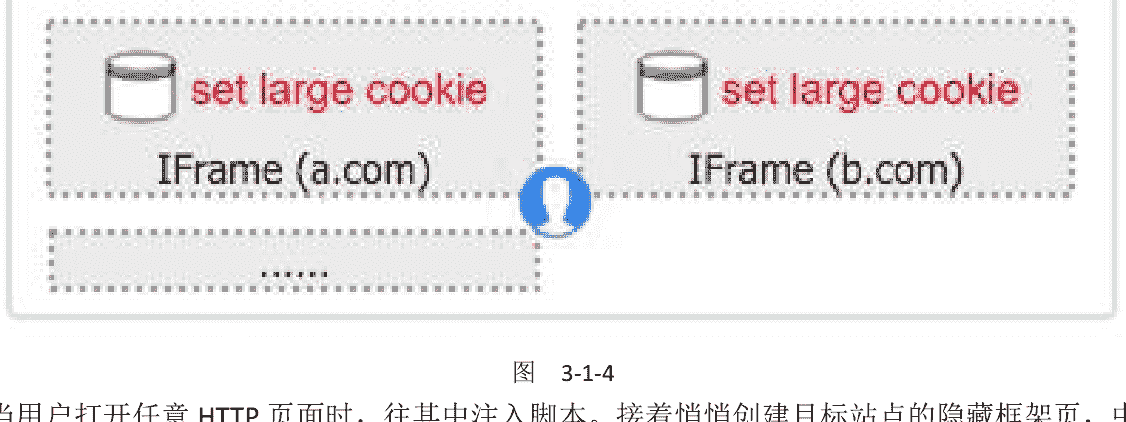 set large cookie
set large cookie
IFrame (a.com)
IFrame (b.com)
......
图 3-1-4
当用户打开任意 HTTP 页面时，往其中注入脚本。接着悄悄创建目标站点的隐藏框架页，中